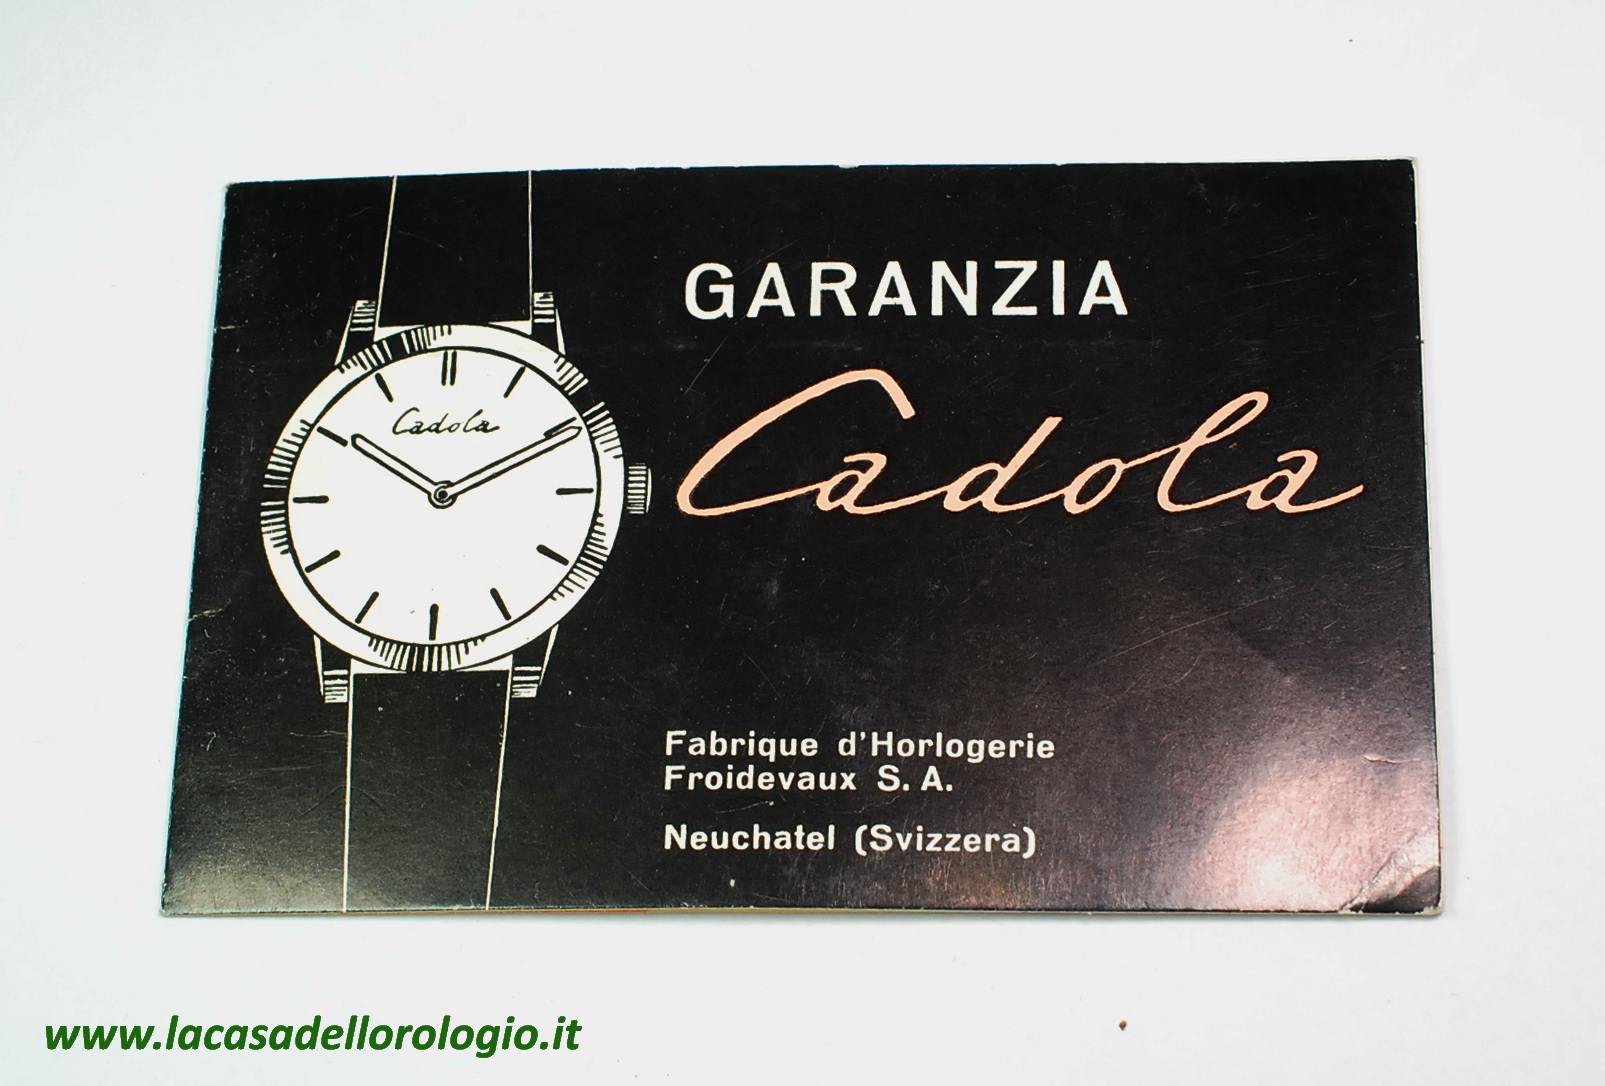 GARANZIA
Cadola
Cadola
Fabrique d'Horlogerie
Froidevaux S. A.
Neuchatel (Svizzera)
www.lacasadellorologio.it